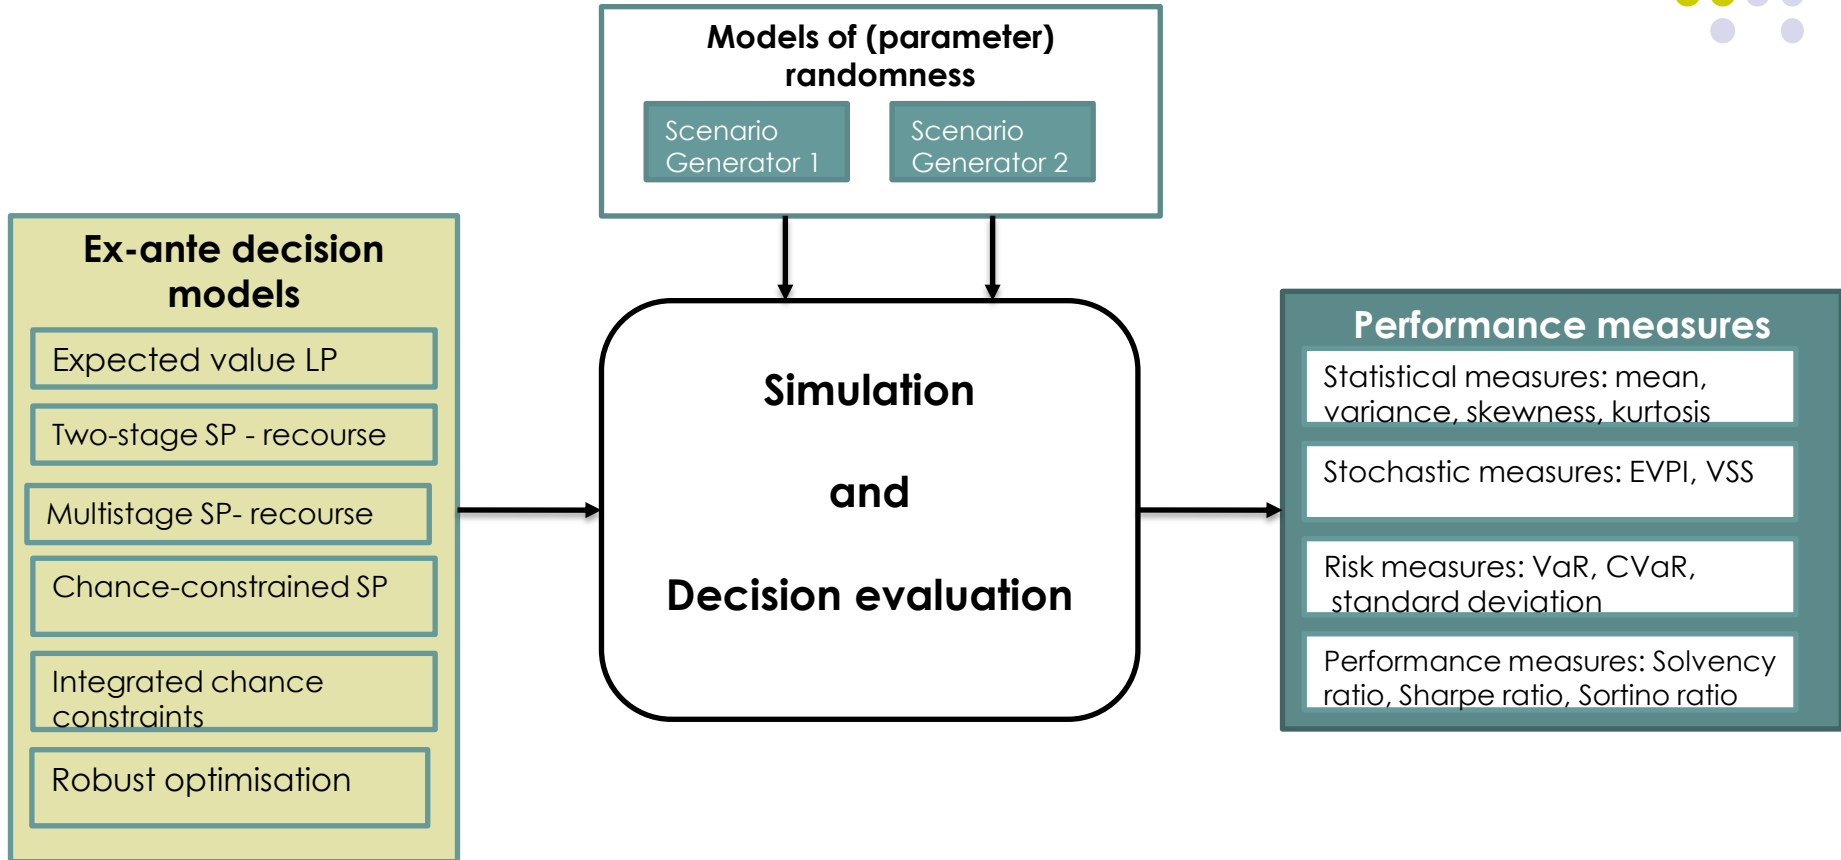 Models of (parameter)
randomness
Scenario
Generator 1
Scenario
Generator 2
Ex-ante decision
models
Expected value LP
Two-stage SP - recourse
Multistage SP- recourse
Chance-constrained SP
Integrated chance
constraints
Robust optimisation
Simulation
and
Decision evaluation
Performance measures
Statistical measures: mean,
variance, skewness, kurtosis
Stochastic measures: EVPI, VSS
Risk measures: VaR, CVaR,
standard deviation
Performance measures: Solvency
ratio, Sharpe ratio, Sortino ratio